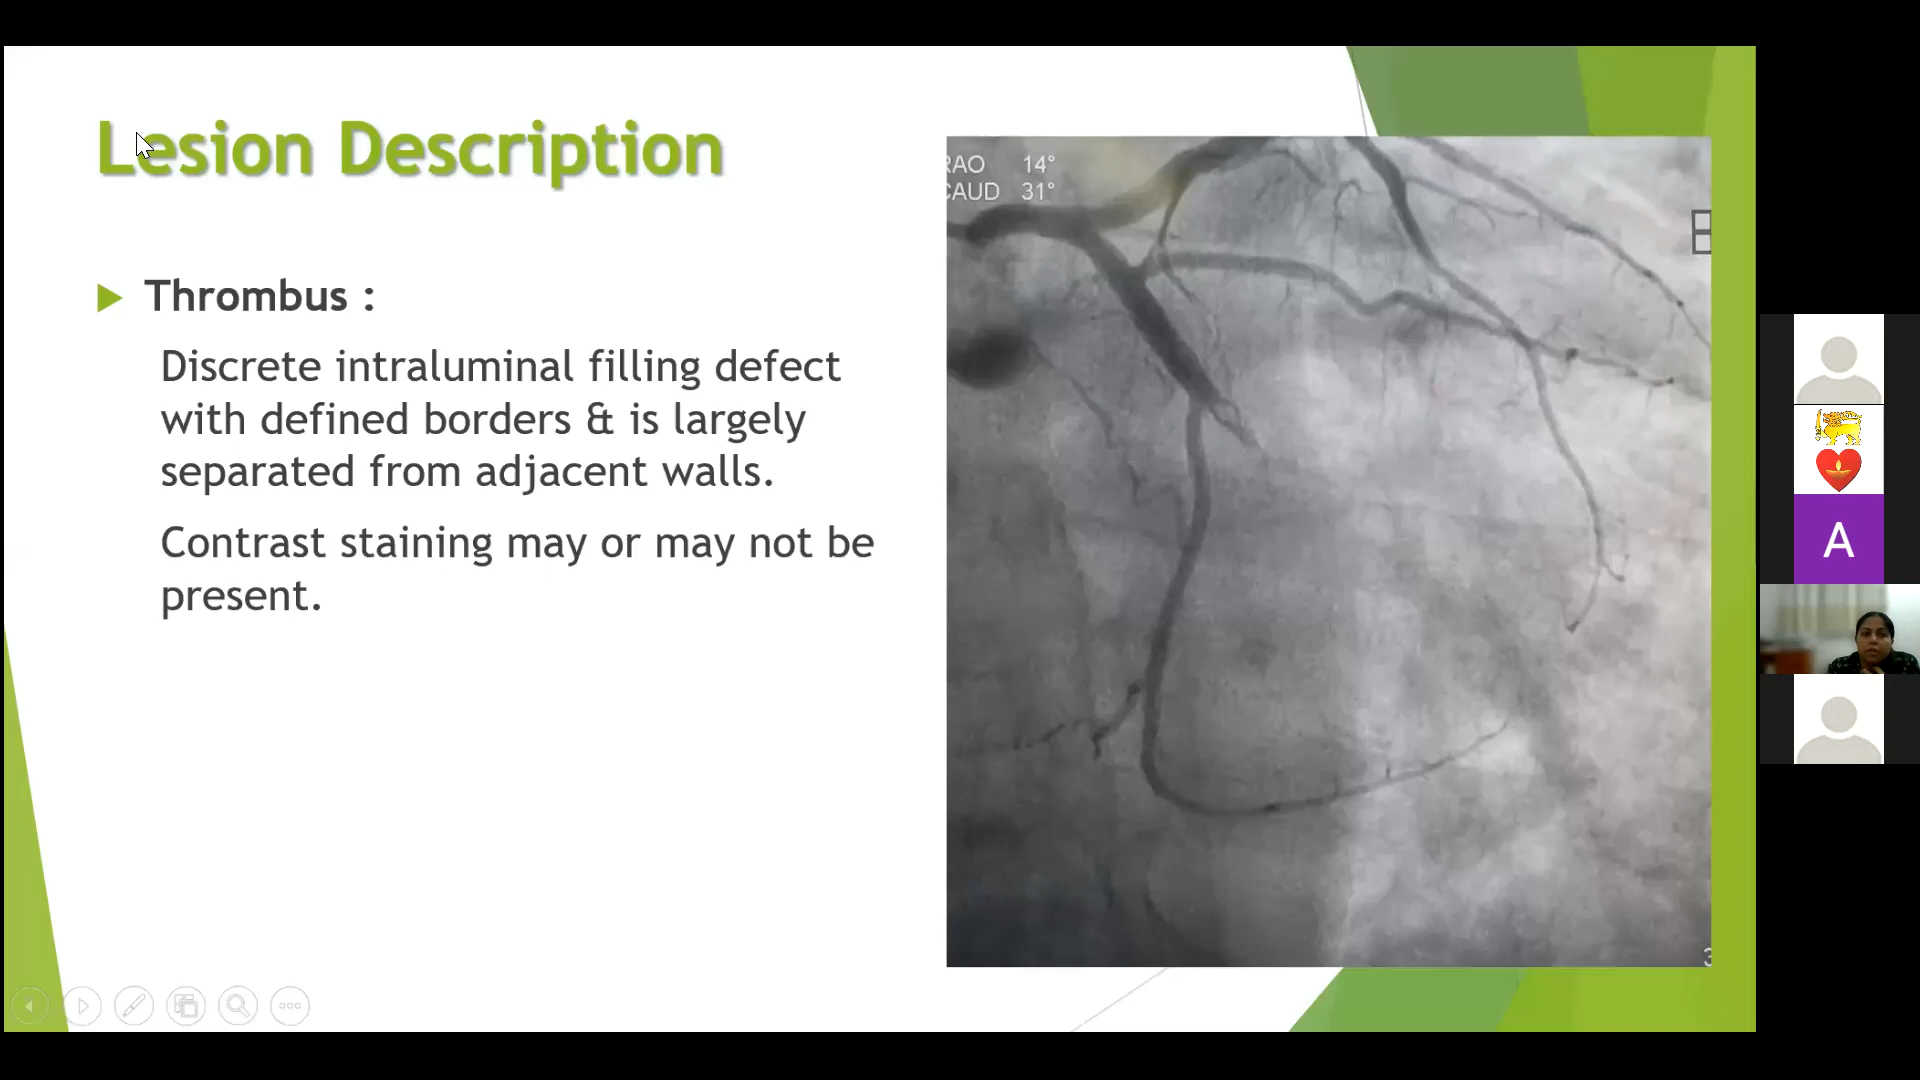 Lesion Description
Thrombus :
Discrete intraluminal filling defect
with defined borders & is largely
separated from adjacent walls.
Contrast staining may or may not be
present.
RAO 14°
CAUD 31°
3
A